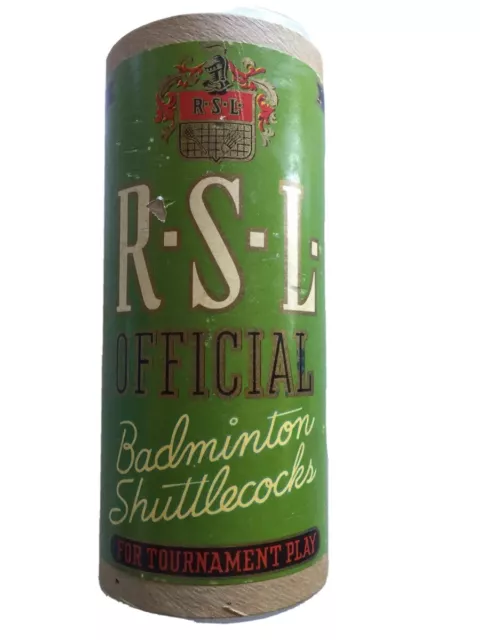 R·S·L·
R·S·L·
OFFICIAL
Badminton
Shuttlecocks
FOR TOURNAMENT PLAY